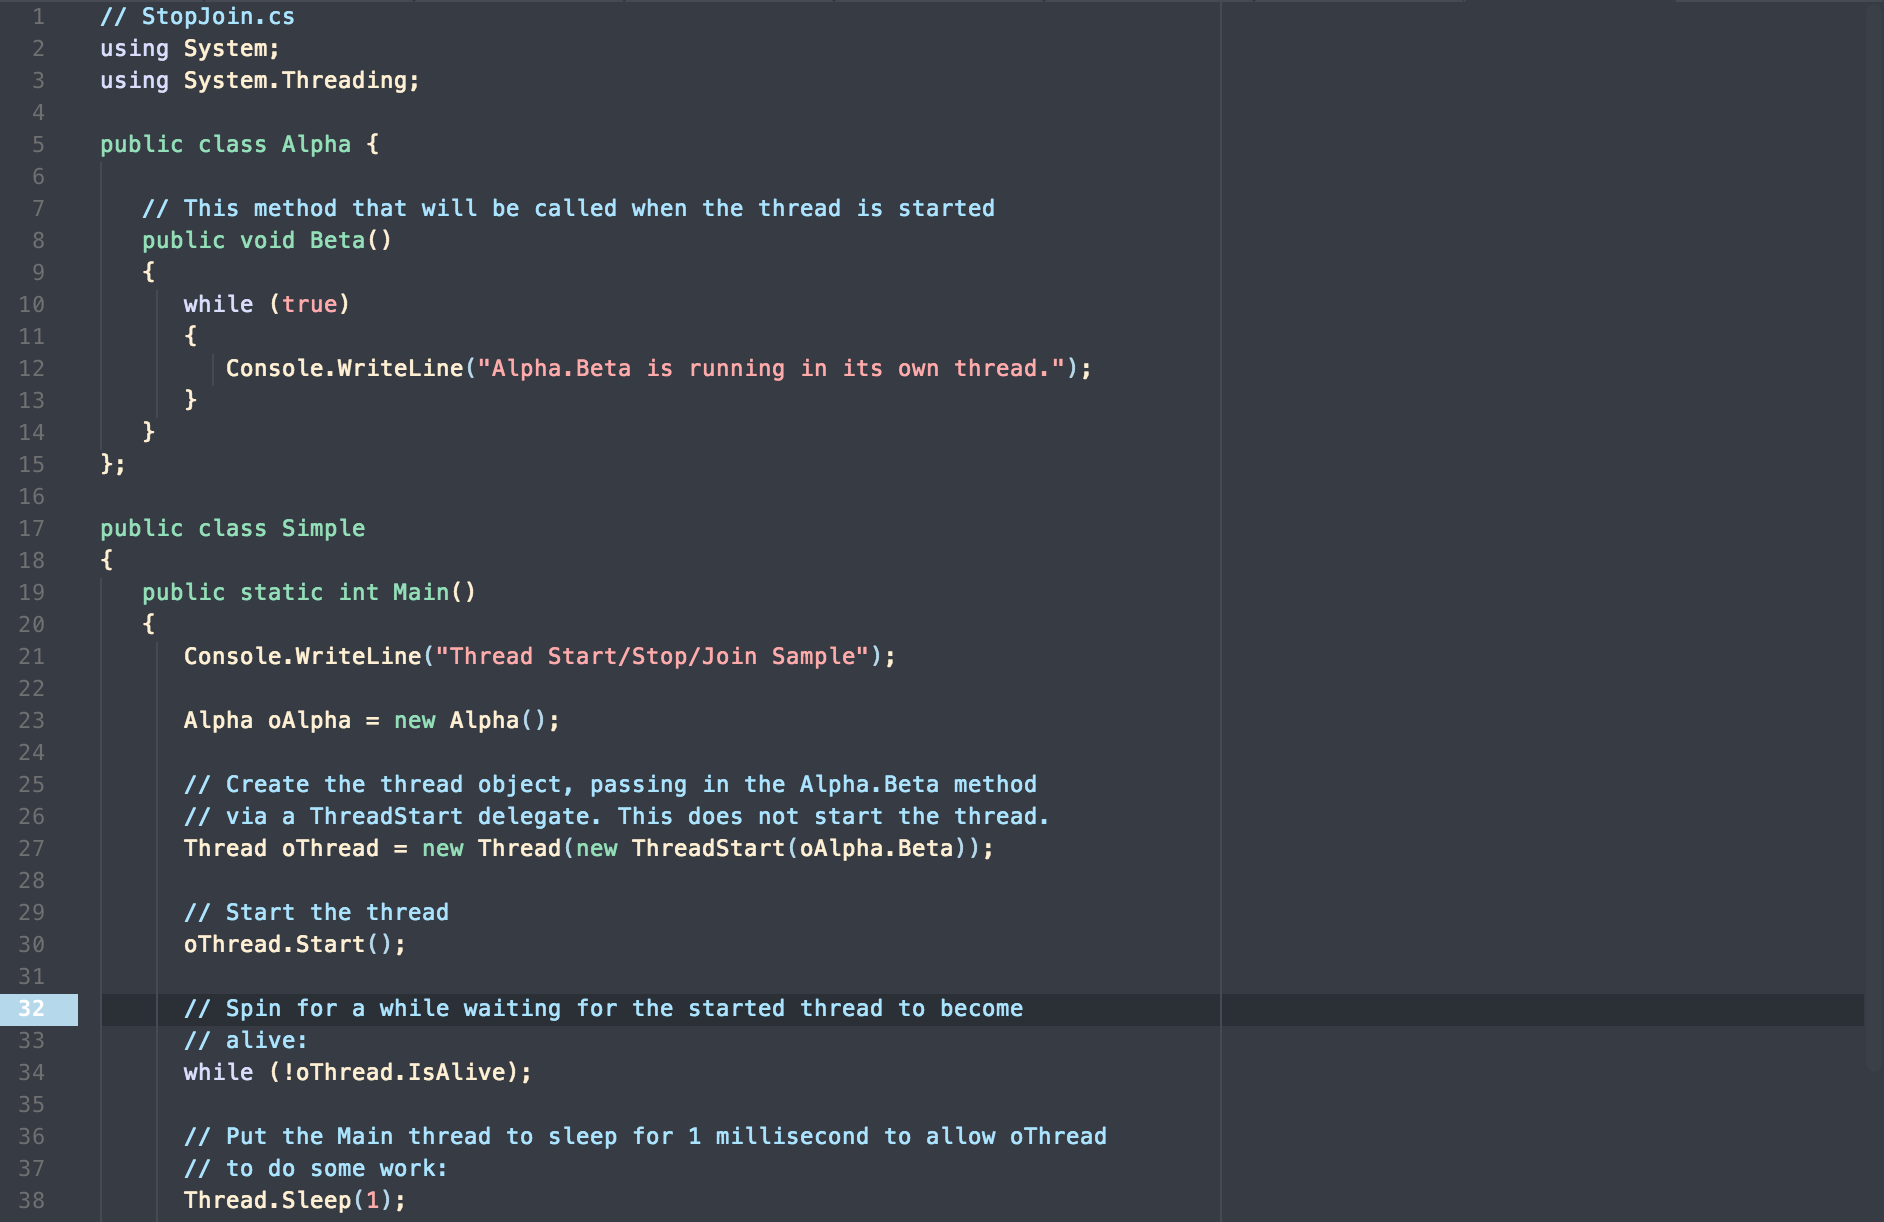 1 // StopJoin.cs
2 using System;
3 using System.Threading;
4
5 public class Alpha {
6
7    // This method that will be called when the thread is started
8    public void Beta()
9    {
10       while (true)
11       {
12          Console.WriteLine("Alpha.Beta is running in its own thread.");
13       }
14    }
15 };
16
17 public class Simple
18 {
19    public static int Main()
20    {
21       Console.WriteLine("Thread Start/Stop/Join Sample");
22
23       Alpha oAlpha = new Alpha();
24
25       // Create the thread object, passing in the Alpha.Beta method
26       // via a ThreadStart delegate. This does not start the thread.
27       Thread oThread = new Thread(new ThreadStart(oAlpha.Beta));
28
29       // Start the thread
30       oThread.Start();
31
32       // Spin for a while waiting for the started thread to become
33       // alive:
34       while (!oThread.IsAlive);
35
36       // Put the Main thread to sleep for 1 millisecond to allow oThread
37       // to do some work:
38       Thread.Sleep(1);